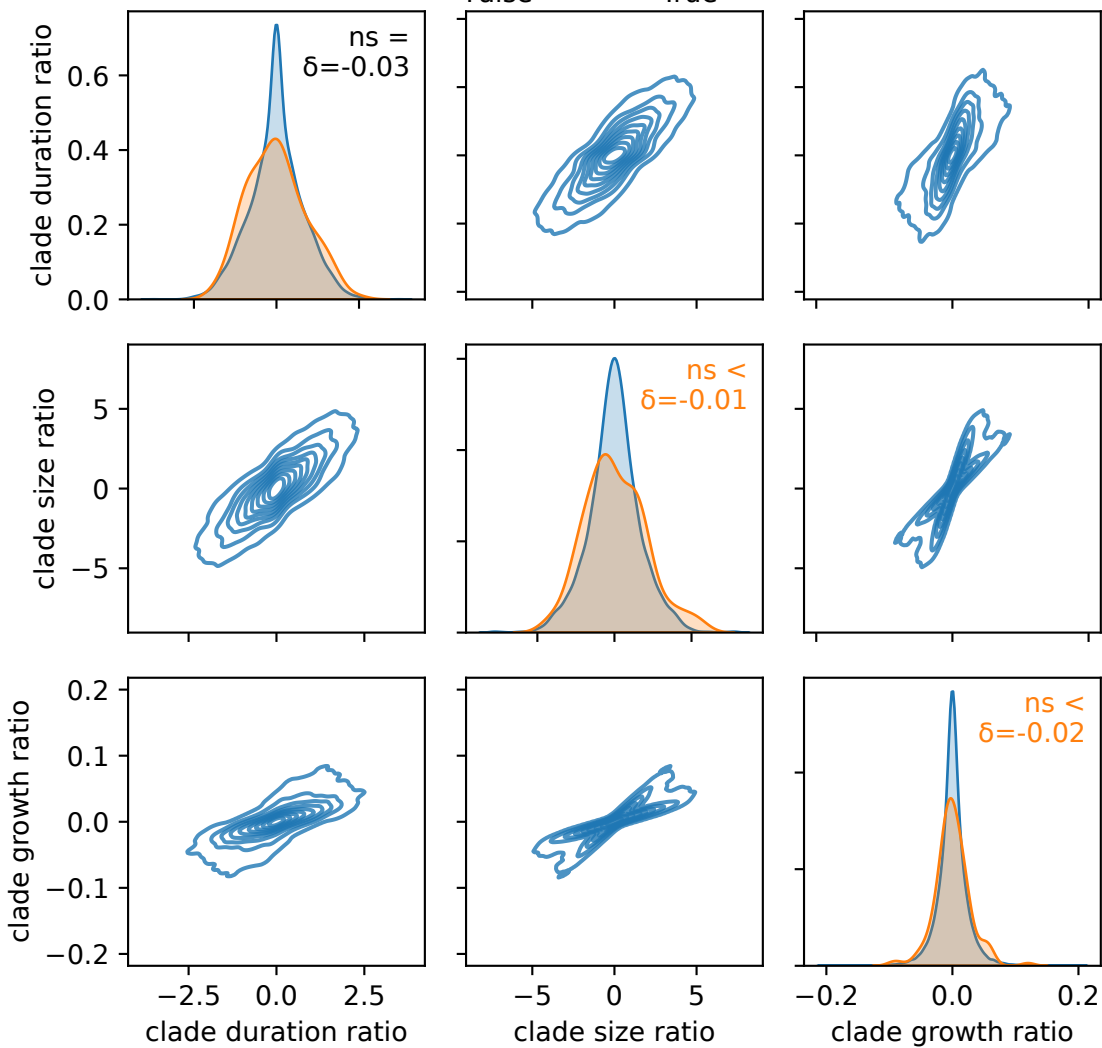 clade duration ratio
0.6
0.4
0.2
0.0
ns =
δ=-0.03
clade size ratio
5
0
−5
ns <
δ=-0.01
clade growth ratio
0.2
0.1
0.0
−0.1
−0.2
ns <
δ=-0.02
−2.5
0.0
2.5
−5
0
5
−0.2
0.0
0.2
clade duration ratio
clade size ratio
clade growth ratio